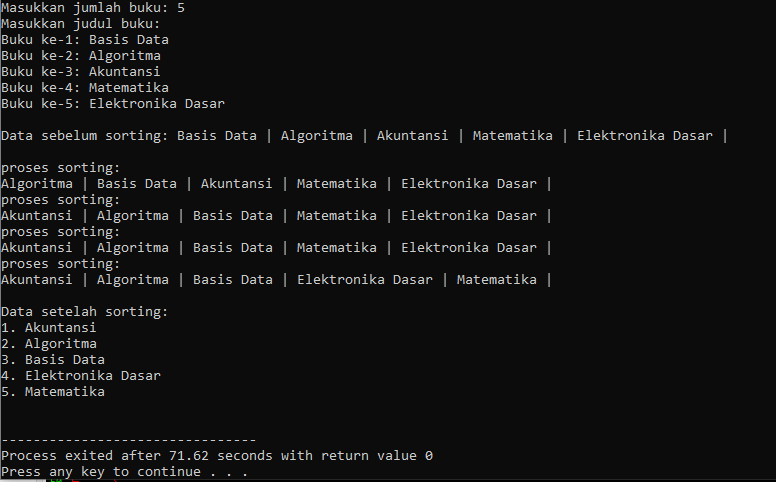 Masukkan jumlah buku: 5
Masukkan judul buku:
Buku ke-1: Basis Data
Buku ke-2: Algoritma
Buku ke-3: Akuntansi
Buku ke-4: Matematika
Buku ke-5: Elektronika Dasar
Data sebelum sorting: Basis Data | Algoritma | Akuntansi | Matematika | Elektronika Dasar |
proses sorting:
Algoritma | Basis Data | Akuntansi | Matematika | Elektronika Dasar |
proses sorting:
Akuntansi | Algoritma | Basis Data | Matematika | Elektronika Dasar |
proses sorting:
Akuntansi | Algoritma | Basis Data | Matematika | Elektronika Dasar |
proses sorting:
Akuntansi | Algoritma | Basis Data | Elektronika Dasar | Matematika |
Data setelah sorting:
1. Akuntansi
2. Algoritma
3. Basis Data
4. Elektronika Dasar
5. Matematika
--------------------------------
Process exited after 71.62 seconds with return value 0
Press any key to continue . . .